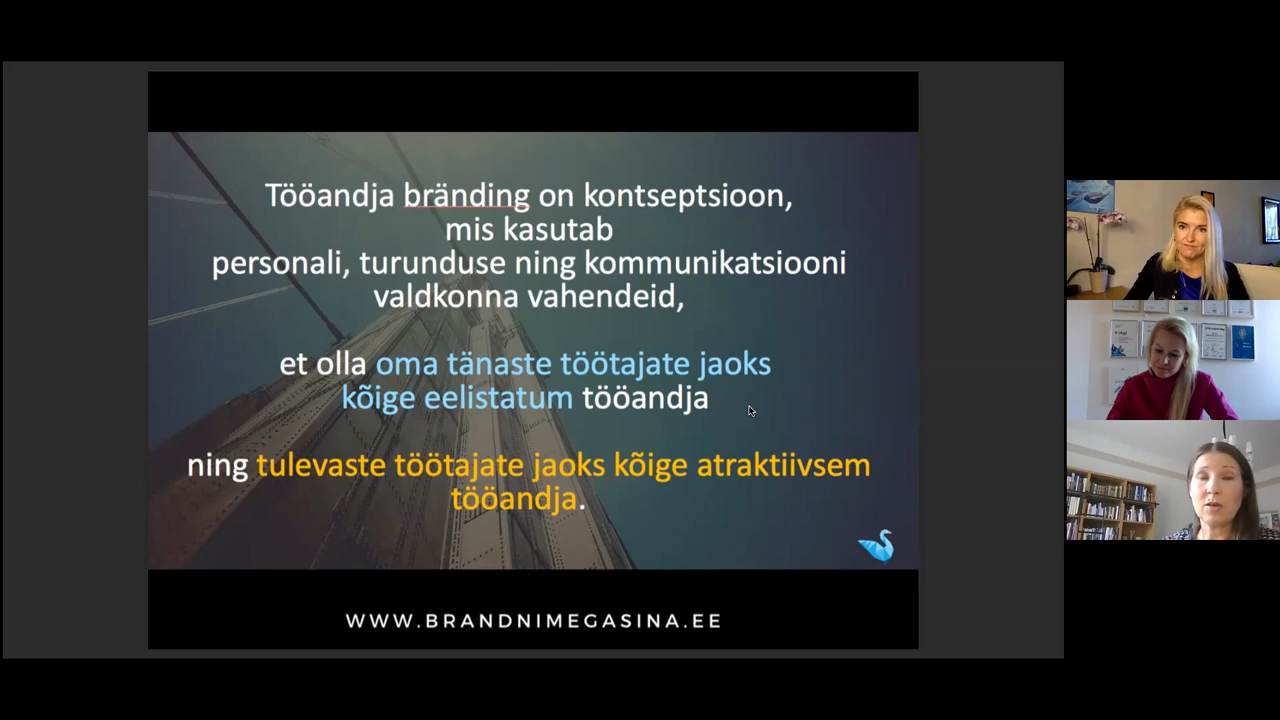 Tööandja bränding on kontseptsioon,
mis kasutab
personali, turunduse ning kommunikatsiooni
valdkonna vahendeid,
et olla oma tänaste töötajate jaoks
kõige eelistatum tööandja
ning tulevaste töötajate jaoks kõige atraktiivsem
tööandja.
WWW.BRANDNIMEGASINA.EE